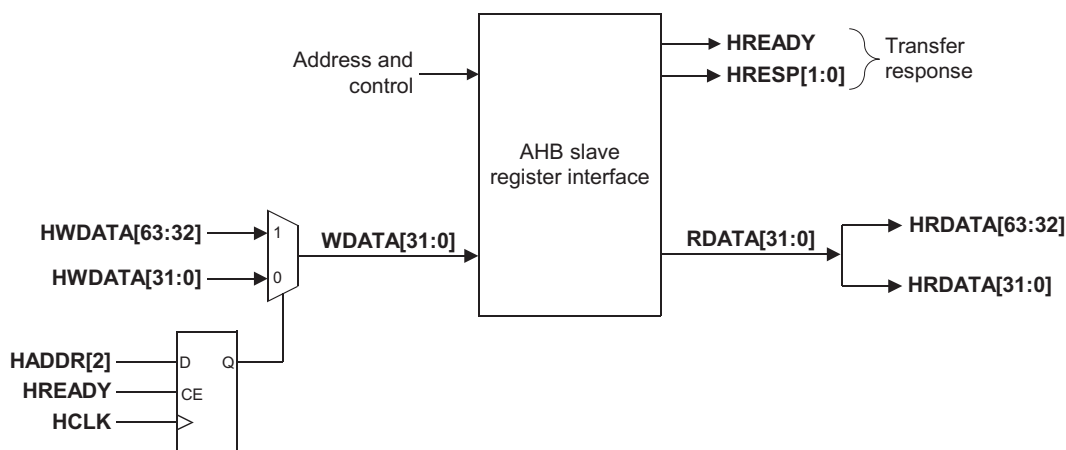 HREADY
HRESP[1:0]
Transfer
response
Address and
control
AHB slave
register interface
HWDATA[63:32]
1
WDATA[31:0]
RDATA[31:0]
HRDATA[63:32]
HWDATA[31:0]
0
HRDATA[31:0]
HADDR[2]
D
Q
HREADY
CE
HCLK